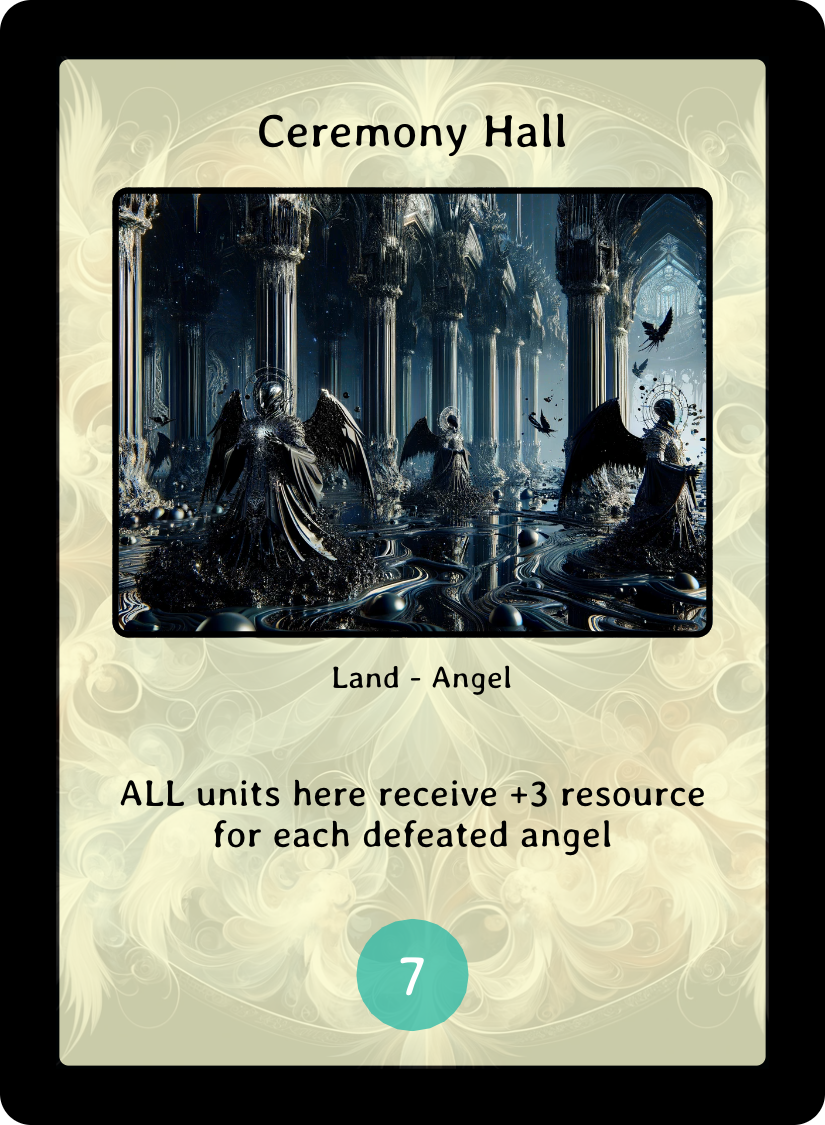 Ceremony Hall
Land - Angel
ALL units here receive +3 resource
for each defeated angel
7